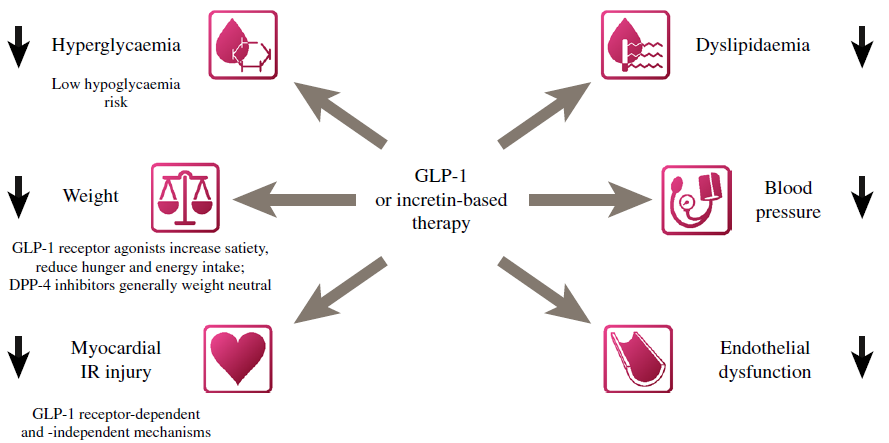 Hyperglycaemia
Low hypoglycaemia
risk
Dyslipidaemia
GLP-1
or incretin-based
therapy
Weight
GLP-1 receptor agonists increase satiety,
reduce hunger and energy intake;
DPP-4 inhibitors generally weight neutral
Blood
pressure
Myocardial
IR injury
GLP-1 receptor-dependent
and -independent mechanisms
Endothelial
dysfunction